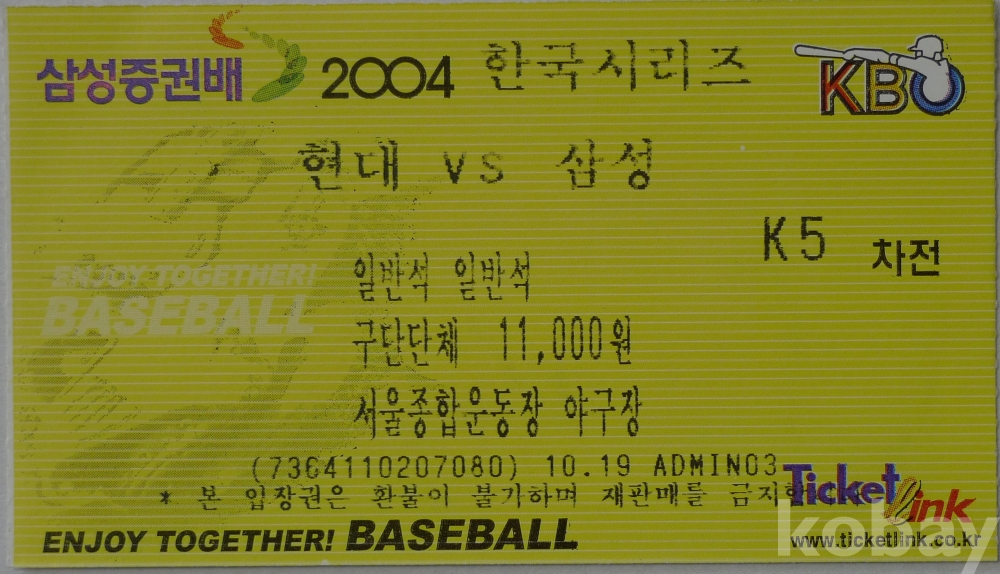 삼성증권배 2004 한국시리즈 KBO
현대 VS 삼성
K5 차전
일반석 일반석
ENJOY TOGETHER!
BASEBALL
구단단체 11,000원
서울종합운동장 야구장
(7364110207080) 10.19 ADMIN03
Ticketlink
* 본 입장권은 환불이 불기하며 재판매를 금지
ENJOY TOGETHER! BASEBALL
www.ticketlink.co.kr
kobay